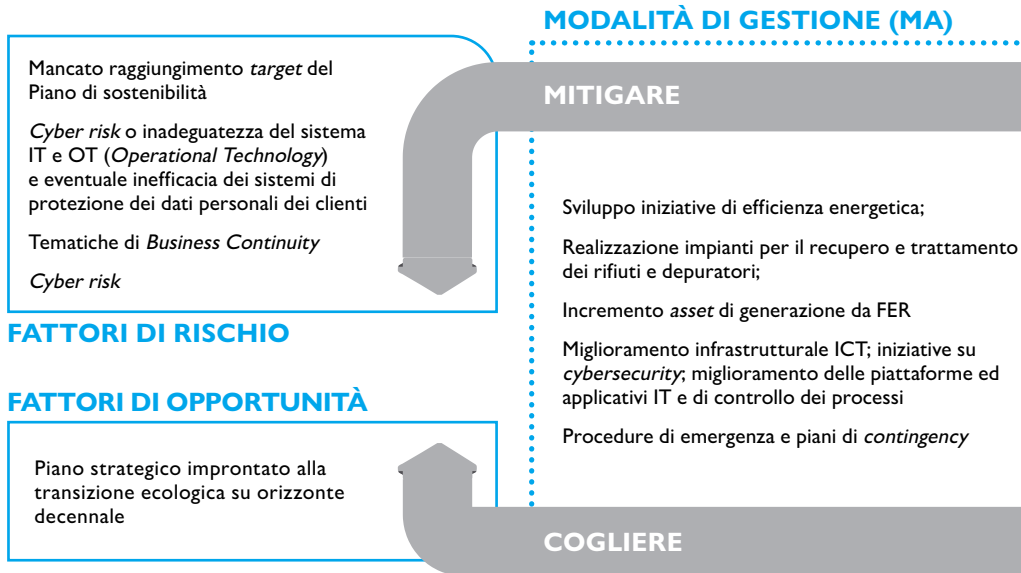 Mancato raggiungimento target del
Piano di sostenibilità
Cyber risk o inadeguatezza del sistema
IT e OT (Operational Technology)
e eventuale inefficacia dei sistemi di
protezione dei dati personali dei clienti
Tematiche di Business Continuity
Cyber risk
FATTORI DI RISCHIO
FATTORI DI OPPORTUNITÀ
Piano strategico improntato alla
transizione ecologica su orizzonte
decennale
MODALITÀ DI GESTIONE (MA)
MITIGARE
Sviluppo iniziative di efficienza energetica;
Realizzazione impianti per il recupero e trattamento
dei rifiuti e depuratori;
Incremento asset di generazione da FER
Miglioramento infrastrutturale ICT; iniziative su
cybersecurity; miglioramento delle piattaforme ed
applicativi IT e di controllo dei processi
Procedure di emergenza e piani di contingency
COGLIERE